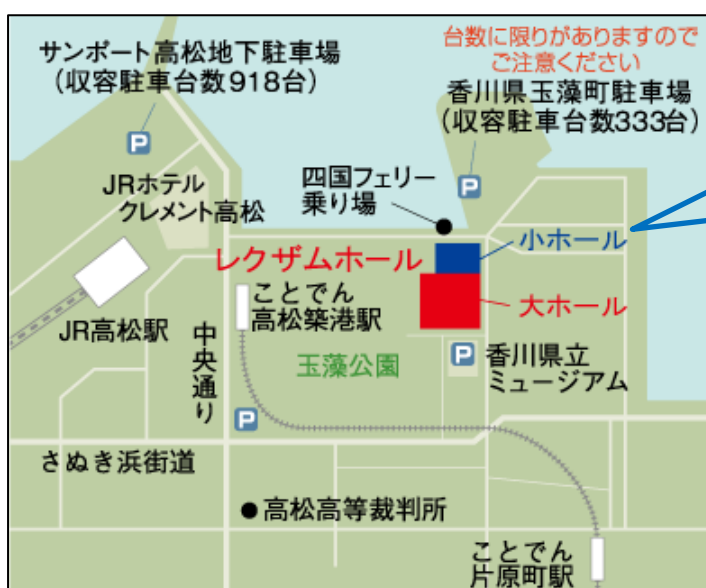 サンポート高松地下駐車場
(収容駐車台数918台)
台数に限りがありますので
ご注意ください
香川県玉藻町駐車場
(収容駐車台数333台)
P
P
JRホテル
クレメント高松
四国フェリー
乗り場
小ホール
レクザムホール
大ホール
ことでん
高松築港駅
JR高松駅
中央通り
玉藻公園
P
香川県立
ミュージアム
P
さぬき浜街道
高松高等裁判所
ことでん
片原町駅